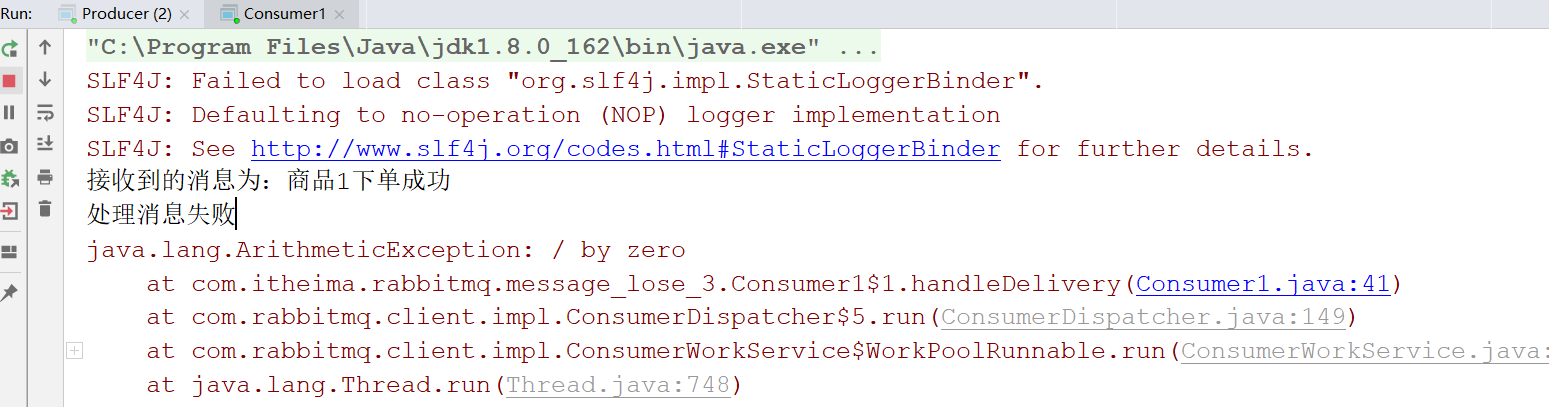 Run: Producer (2) × Consumer1 ×
"C:\Program Files\Java\jdk1.8.0_162\bin\java.exe" ...
SLF4J: Failed to load class "org.slf4j.impl.StaticLoggerBinder".
SLF4J: Defaulting to no-operation (NOP) logger implementation
SLF4J: See http://www.slf4j.org/codes.html#StaticLoggerBinder for further details.
接收到的消息为：商品1下单成功
处理消息失败
java.lang.ArithmeticException: / by zero
at com.itheima.rabbitmq.message_lose_3.Consumer1$1.handleDelivery(Consumer1.java:41)
at com.rabbitmq.client.impl.ConsumerDispatcher$5.run(ConsumerDispatcher.java:149)
at com.rabbitmq.client.impl.ConsumerWorkService$WorkPoolRunnable.run(ConsumerWorkService.java:
at java.lang.Thread.run(Thread.java:748)